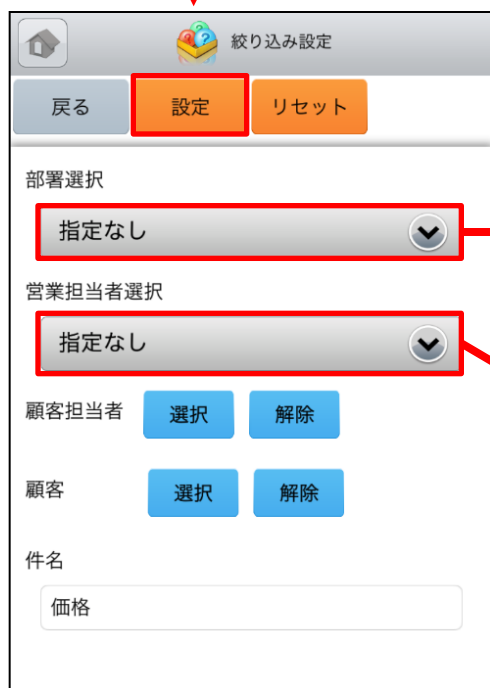 絞り込み設定
戻る 設定 リセット
部署選択
指定なし
営業担当者選択
指定なし
顧客担当者 選択 解除
顧客 選択 解除
件名
価格